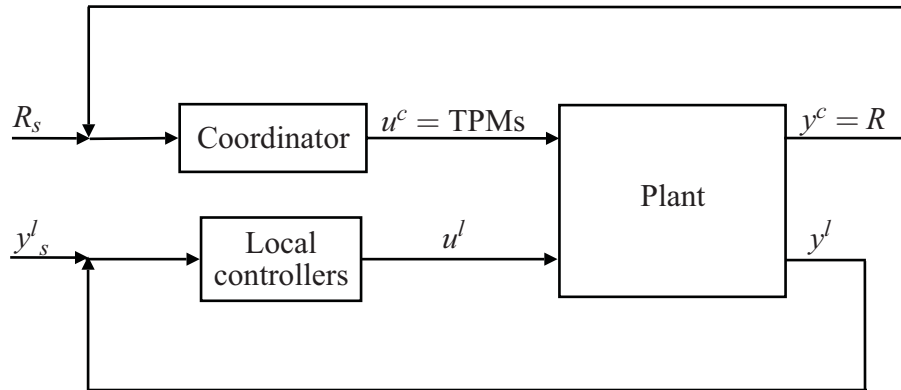 R_s
Coordinator
u^c = TPMs
y^c = R
Plant
y^l_s
Local
controllers
u^l
y^l